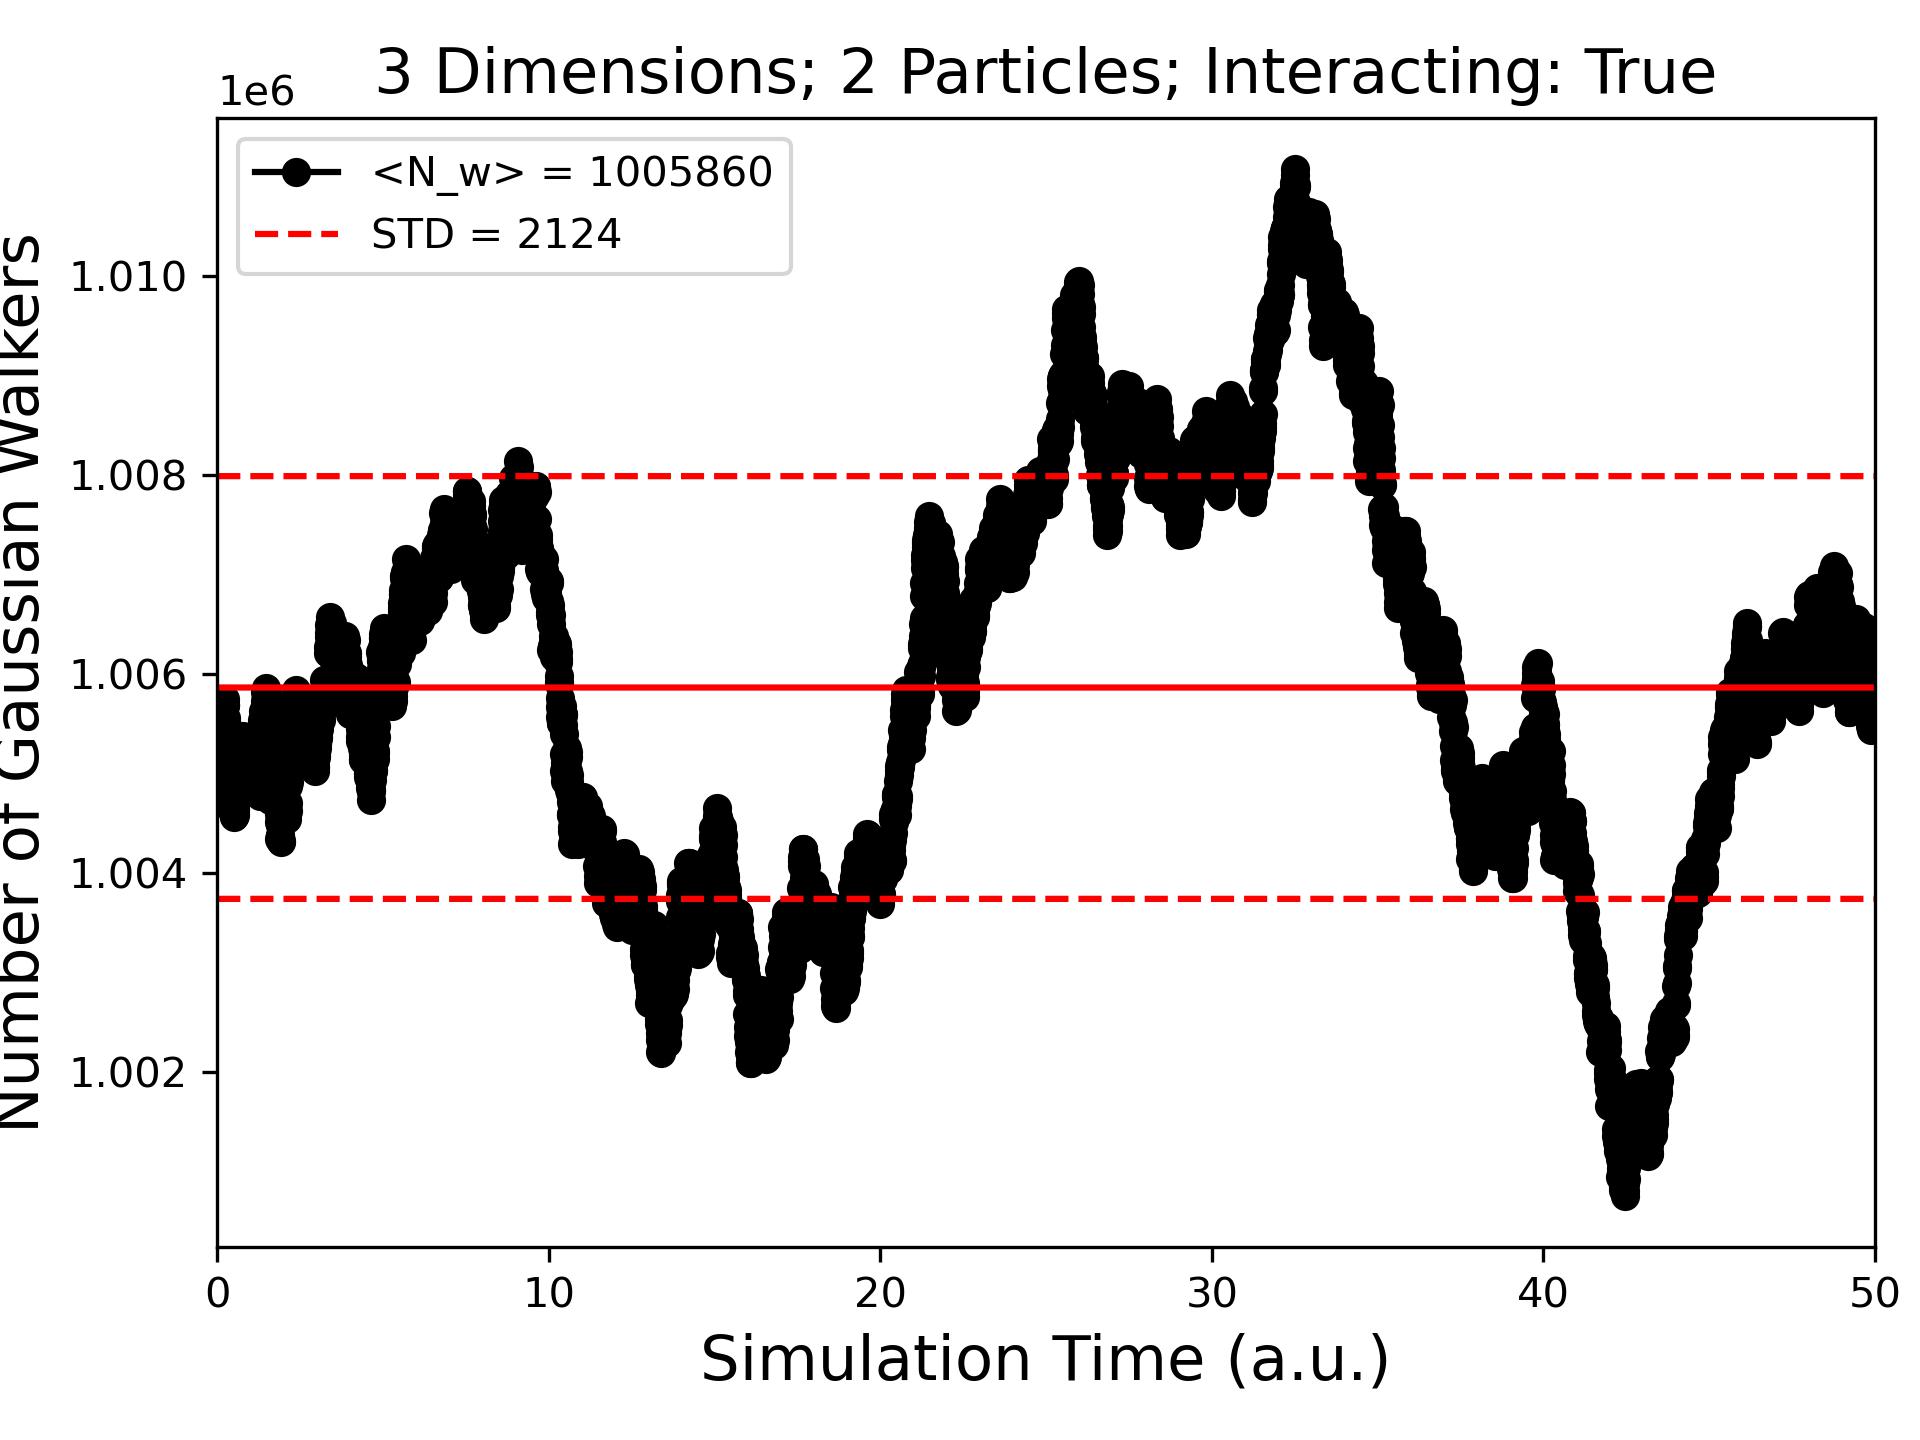 3 Dimensions; 2 Particles; Interacting: True
1e6
<N_w> = 1005860
STD = 2124
Number of Gaussian Walkers
1.010
1.008
1.006
1.004
1.002
0 10 20 30 40 50
Simulation Time (a.u.)